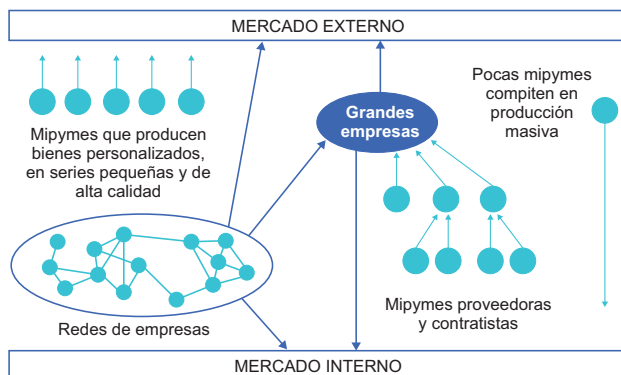 MERCADO EXTERNO
Mipymes que producen
bienes personalizados,
en series pequeñas y de
alta calidad
Grandes
empresas
Pocas mipymes
compiten en
producción
masiva
Redes de empresas
Mipymes proveedoras
y contratistas
MERCADO INTERNO